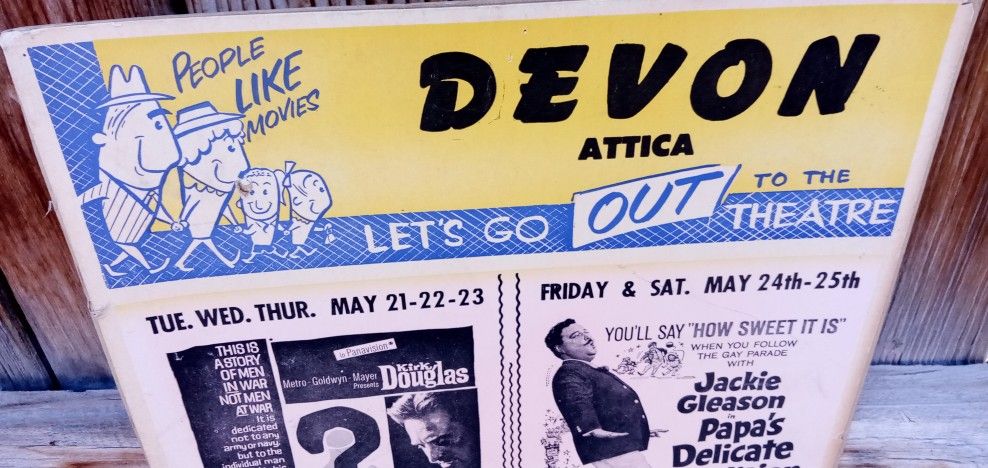 PEOPLE
LIKE
MOVIES
DEVON
ATTICA
LET'S GO OUT TO THE
THEATRE
TUE. WED. THUR. MAY 21-22-23
THIS IS
A STORY
OF MEN
IN WAR
NOT MEN
AT WAR
It is
dedicated
not to any
army or navy
but to the
individual man
in Panavision
Metro-Goldwyn-Mayer
Presents
Kirk
Douglas
?
FRIDAY & SAT. MAY 24th-25th
YOU'LL SAY "HOW SWEET IT IS"
WHEN YOU FOLLOW
THE GAY PARADE
WITH
Jackie
Gleason
in
Papa's
Delicate